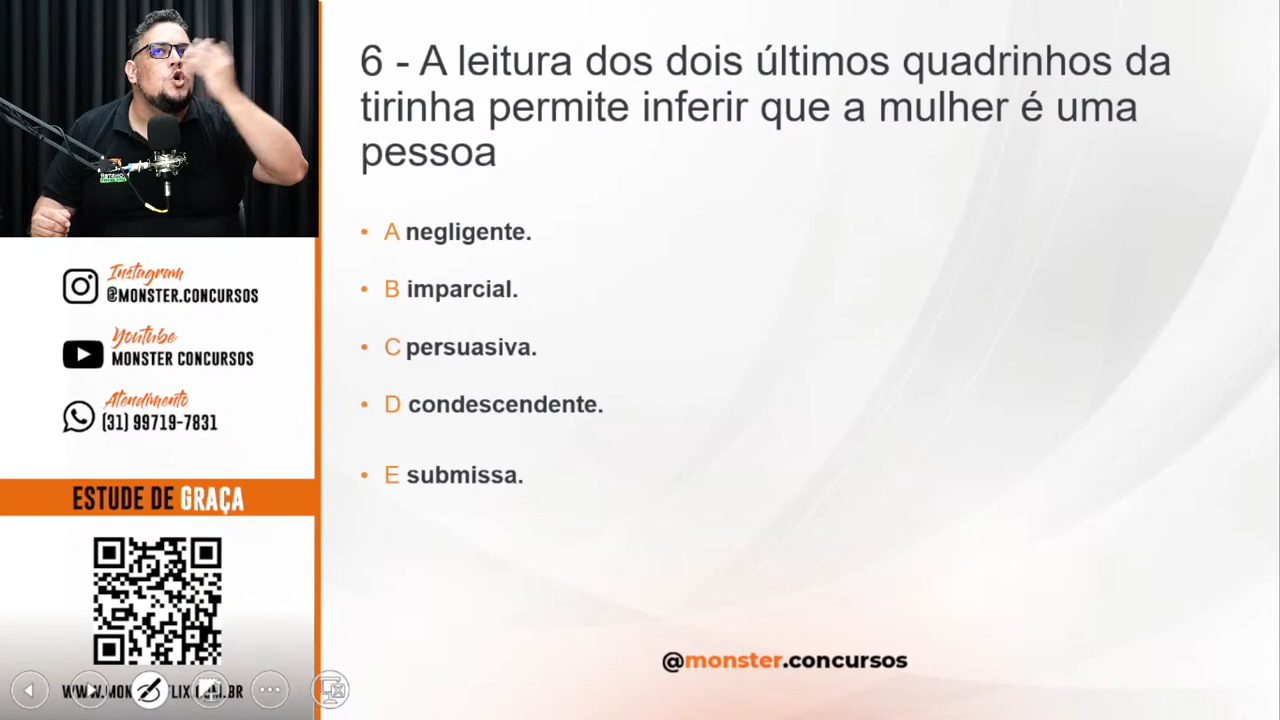 6 - A leitura dos dois últimos quadrinhos da
tirinha permite inferir que a mulher é uma
pessoa
• A negligente.
• B imparcial.
• C persuasiva.
• D condescendente.
• E submissa.
Instagram
@MONSTER.CONCURSOS
Youtube
MONSTER CONCURSOS
Atendimento
(31) 99719-7831
ESTUDE DE GRAÇA
@monster.concursos